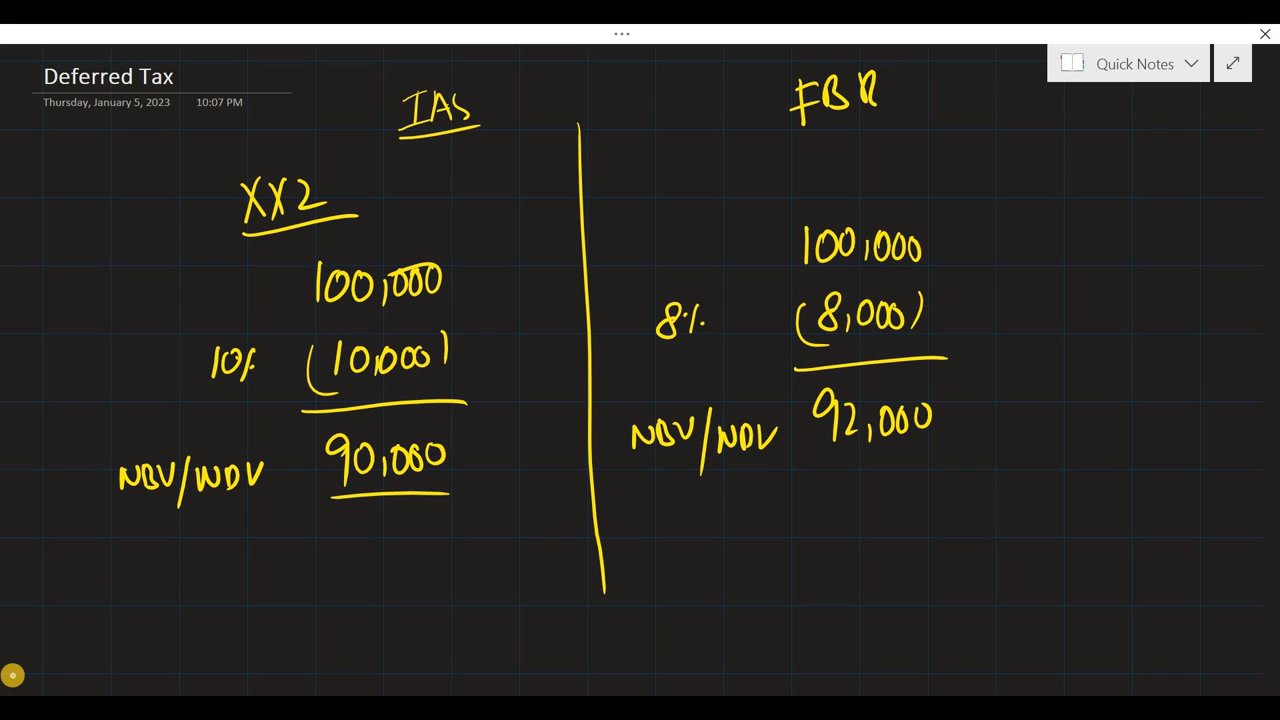 Deferred Tax
Thursday, January 5, 2023 10:07 PM
Quick Notes
IAS
XX2
100,000
10% (10,000)
90,000
NBV/WDV
FBR
100,000
8% (8,000)
92,000
NBV/WDV